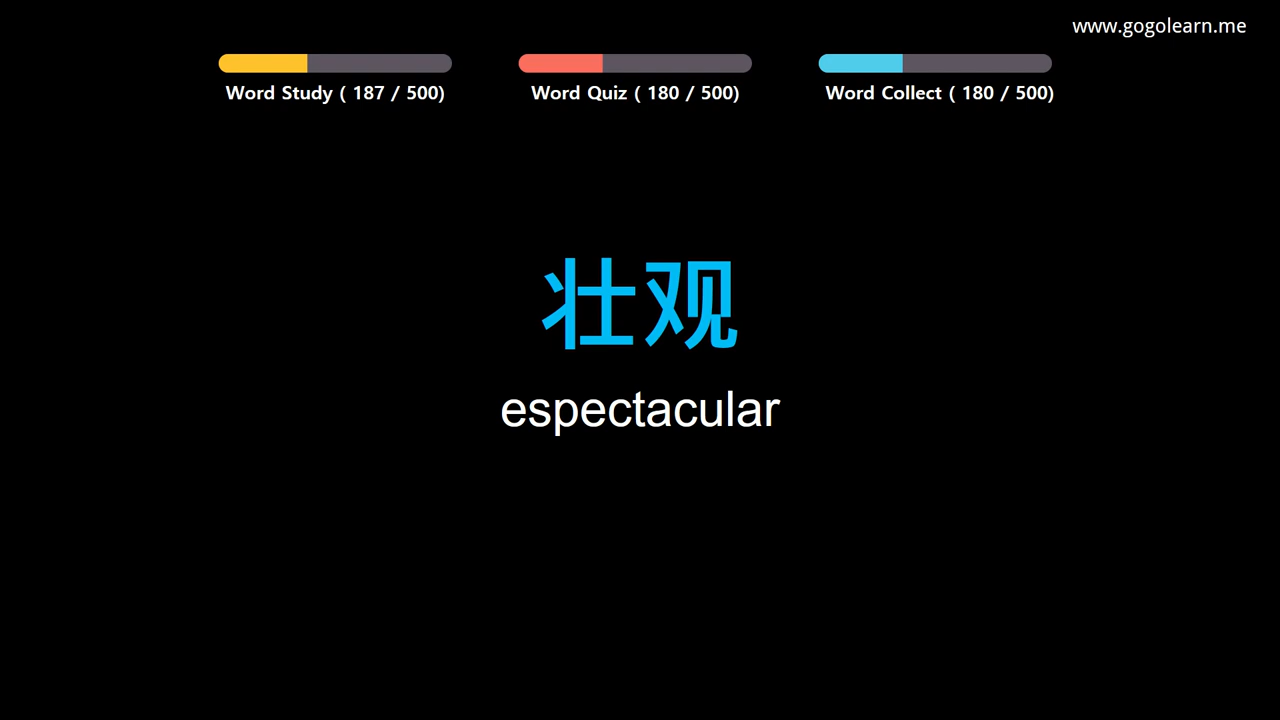 www.gogolearn.me
Word Study ( 187 / 500)
Word Quiz ( 180 / 500)
Word Collect ( 180 / 500)
壮观
espectacular